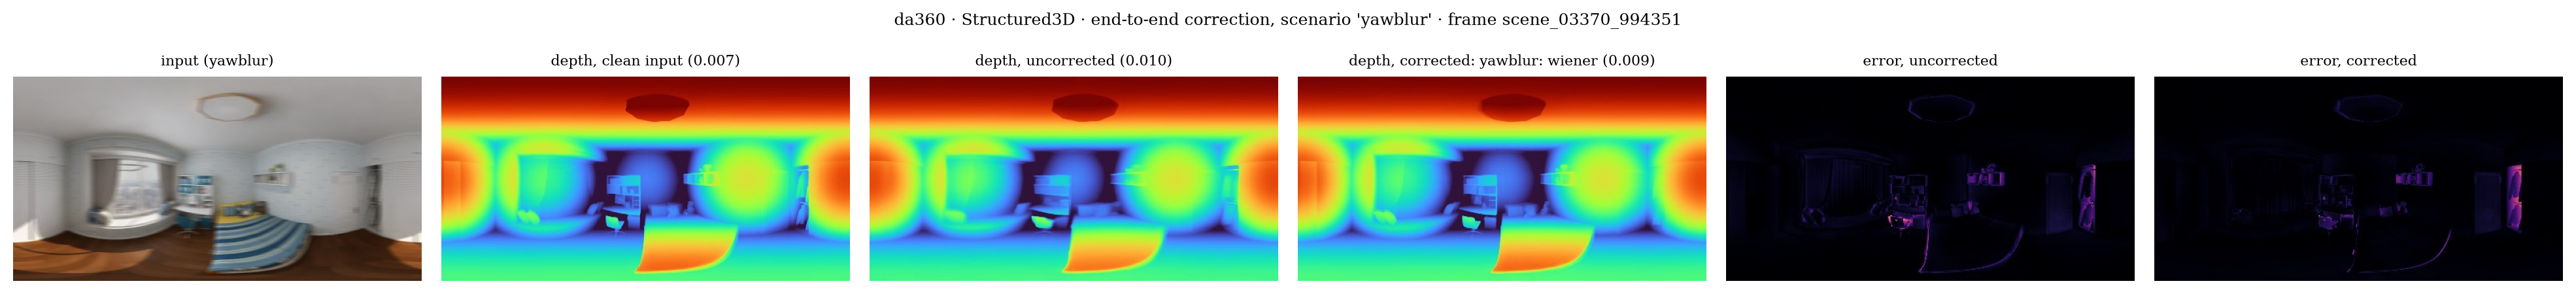 da360 · Structured3D · end-to-end correction, scenario 'yawblur' · frame scene_03370_994351
input (yawblur)
depth, clean input (0.007)
depth, uncorrected (0.010)
depth, corrected: yawblur: wiener (0.009)
error, uncorrected
error, corrected